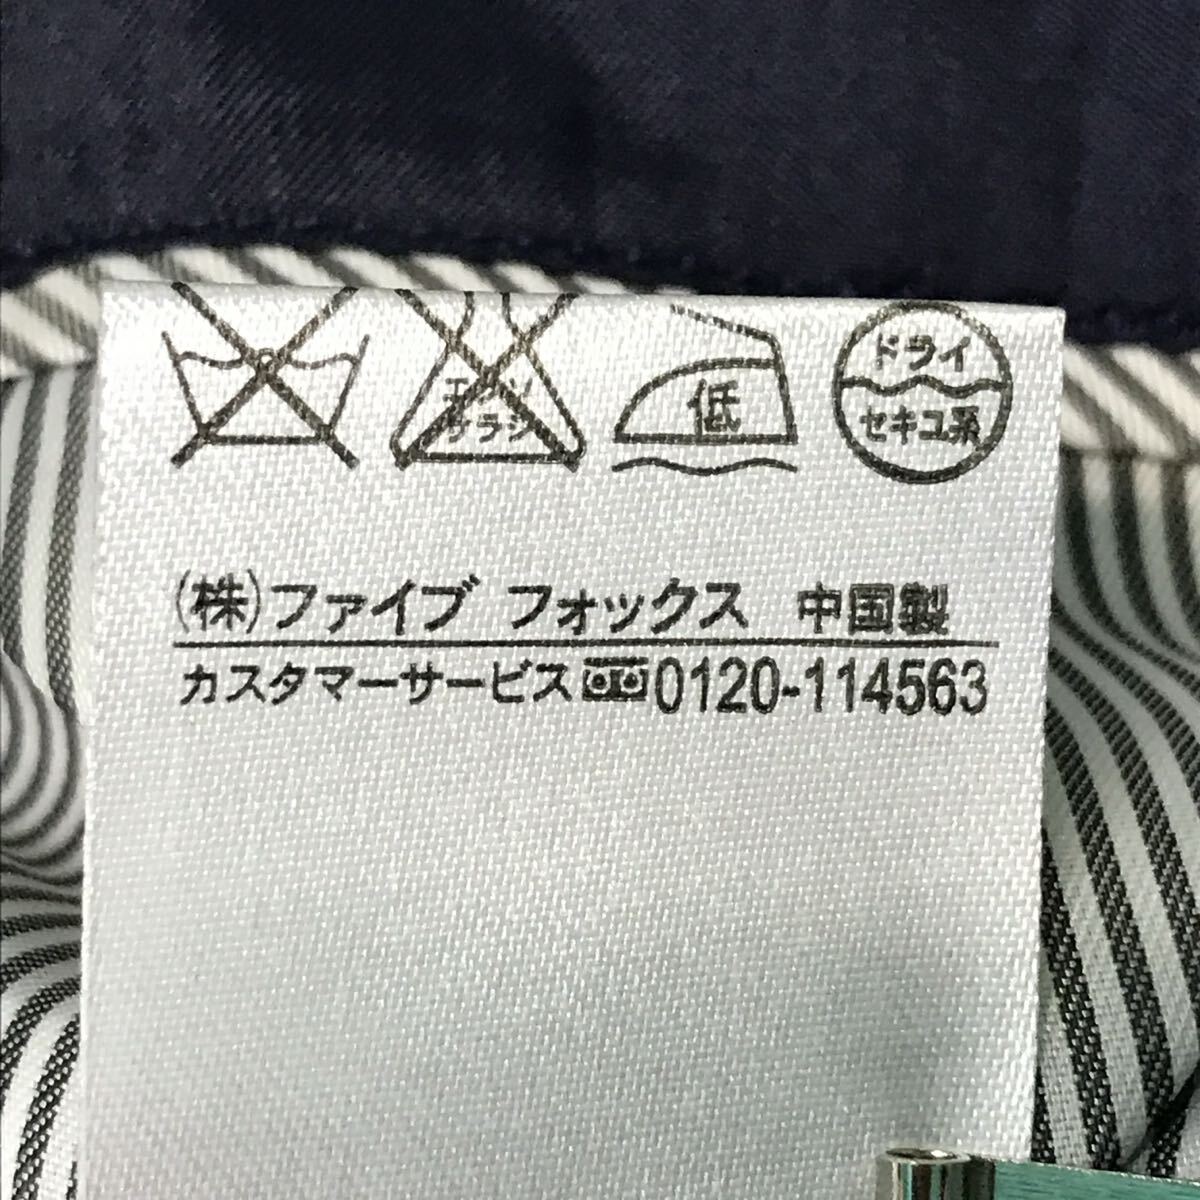 エンソ
サラシ
低
ドライ
セキユ系
(株)ファイブ フォックス 中国製
カスタマーサービス 0120-114563